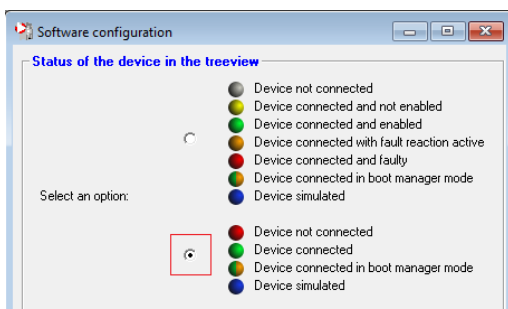 Software configuration
Status of the device in the treeview
Device not connected
Device connected and not enabled
Device connected and enabled
Device connected with fault reaction active
Device connected and faulty
Device connected in boot manager mode
Select an option:
Device simulated
Device not connected
Device connected
Device connected in boot manager mode
Device simulated